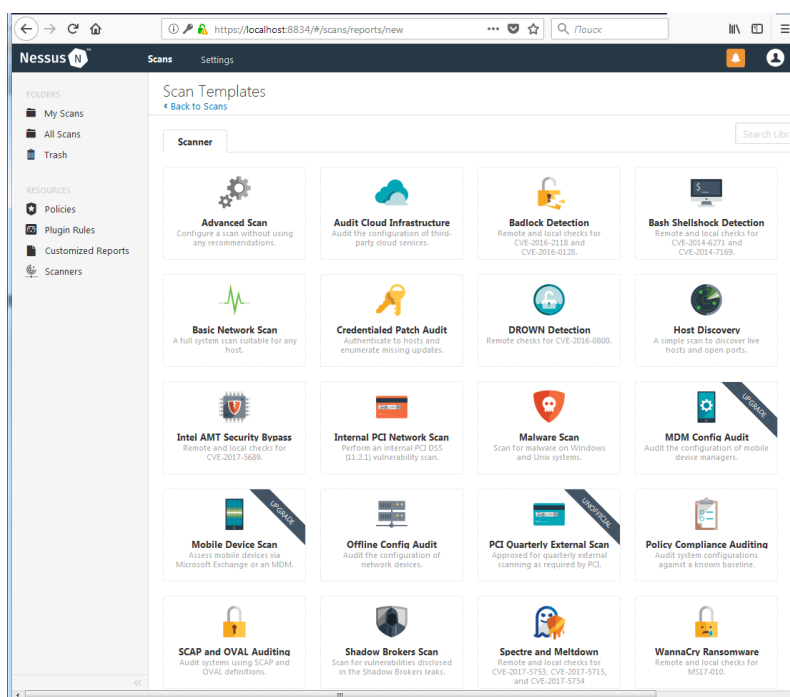 https://localhost:8834/#/scans/reports/new
Поиск
Nessus N
Scans
Settings
FOLDERS
My Scans
All Scans
Trash
RESOURCES
Policies
Plugin Rules
Customized Reports
Scanners
Scan Templates
Back to Scans
Scanner
Search Libr
Advanced Scan
Configure a scan without using
any recommendations.
Audit Cloud Infrastructure
Audit the configuration of third-
party cloud services.
Badlock Detection
Remote and local checks for
CVE-2016-2118 and
CVE-2016-0128.
$_
Bash Shellshock Detection
Remote and local checks for
CVE-2014-6271 and
CVE-2014-7169.
Basic Network Scan
A full system scan suitable for any
host.
Credentialed Patch Audit
Authenticate to hosts and
enumerate missing updates.
DROWN Detection
Remote checks for CVE-2016-0800.
Host Discovery
A simple scan to discover live
hosts and open ports.
Intel AMT Security Bypass
Remote and local checks for
CVE-2017-5689.
Internal PCI Network Scan
Perform an internal PCI DSS
(11.2.1) vulnerability scan.
Malware Scan
Scan for malware on Windows
and Unix systems.
UPGRADE
MDM Config Audit
Audit the configuration of mobile
device managers.
UPGRADE
Mobile Device Scan
Assess mobile devices via
Microsoft Exchange or an MDM.
Offline Config Audit
Audit the configuration of
network devices.
UNOFFICIAL
PCI Quarterly External Scan
Approved for quarterly external
scanning as required by PCI.
Policy Compliance Auditing
Audit system configurations
against a known baseline.
SCAP and OVAL Auditing
Audit systems using SCAP and
OVAL definitions.
Shadow Brokers Scan
Scan for vulnerabilities disclosed
in the Shadow Brokers leaks.
Spectre and Meltdown
Remote and local checks for
CVE-2017-5753, CVE-2017-5715,
and CVE-2017-5754
WannaCry Ransomware
Remote and local checks for
MS17-010.